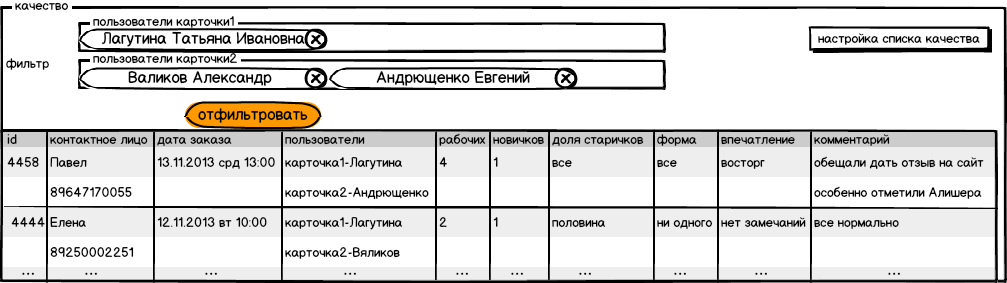 качество
пользователи карточки1
Лагутина Татьяна Ивановна
настройка списка качества
фильтр
пользователи карточки2
Валиков Александр Андрющенко Евгений
отфильтровать
id контактное лицо дата заказа пользователи рабочих новичков доля старичков форма впечатление комментарий
4458 Павел 13.11.2013 срд 13:00 карточка1-Лагутина 4 1 все все восторг обещали дать отзыв на сайт
89647170055 карточка2-Андрющенко особенно отметили Алишера
4444 Елена 12.11.2013 вт 10:00 карточка1-Лагутина 2 1 половина ни одного нет замечаний все нормально
89250002251 карточка2-Вяликов
... ... ... ... ... ... ... ... ... ...